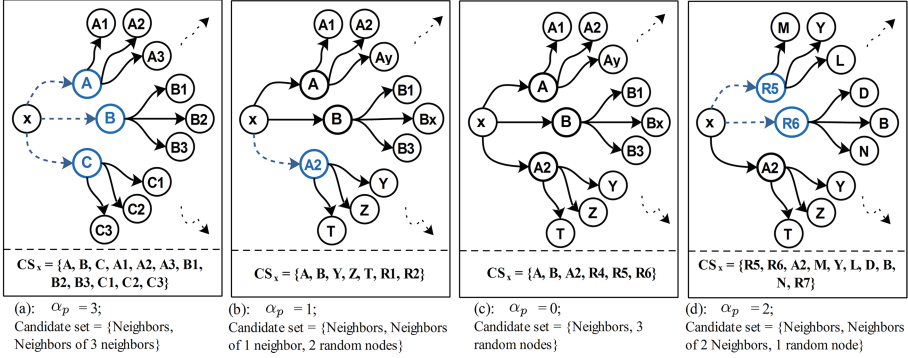 A1
A2
A3
A
B1
x
B
B2
B3
C
C1
C2
C3
CS x = {A, B, C, A1, A2, A3, B1,
B2, B3, C1, C2, C3}
(a): αp = 3;
Candidate set = {Neighbors,
Neighbors of 3 neighbors}
A1
A2
Ay
A
B1
x
B
Bx
B3
A2
Y
Z
T
CS x = {A, B, Y, Z, T, R1, R2}
(b): αp = 1;
Candidate set = {Neighbors, Neighbors
of 1 neighbor, 2 random nodes}
A1
A2
Ay
A
B1
x
B
Bx
B3
A2
Y
Z
T
CS x = {A, B, A2, R4, R5, R6}
(c): αp = 0;
Candidate set = {Neighbors, 3
random nodes}
M
Y
L
R5
D
x
R6
B
N
A2
Y
Z
T
CS x = {R5, R6, A2, M, Y, L, D, B,
N, R7}
(d): αp = 2;
Candidate set = {Neighbors, Neighbors
of 2 Neighbors, 1 random node}